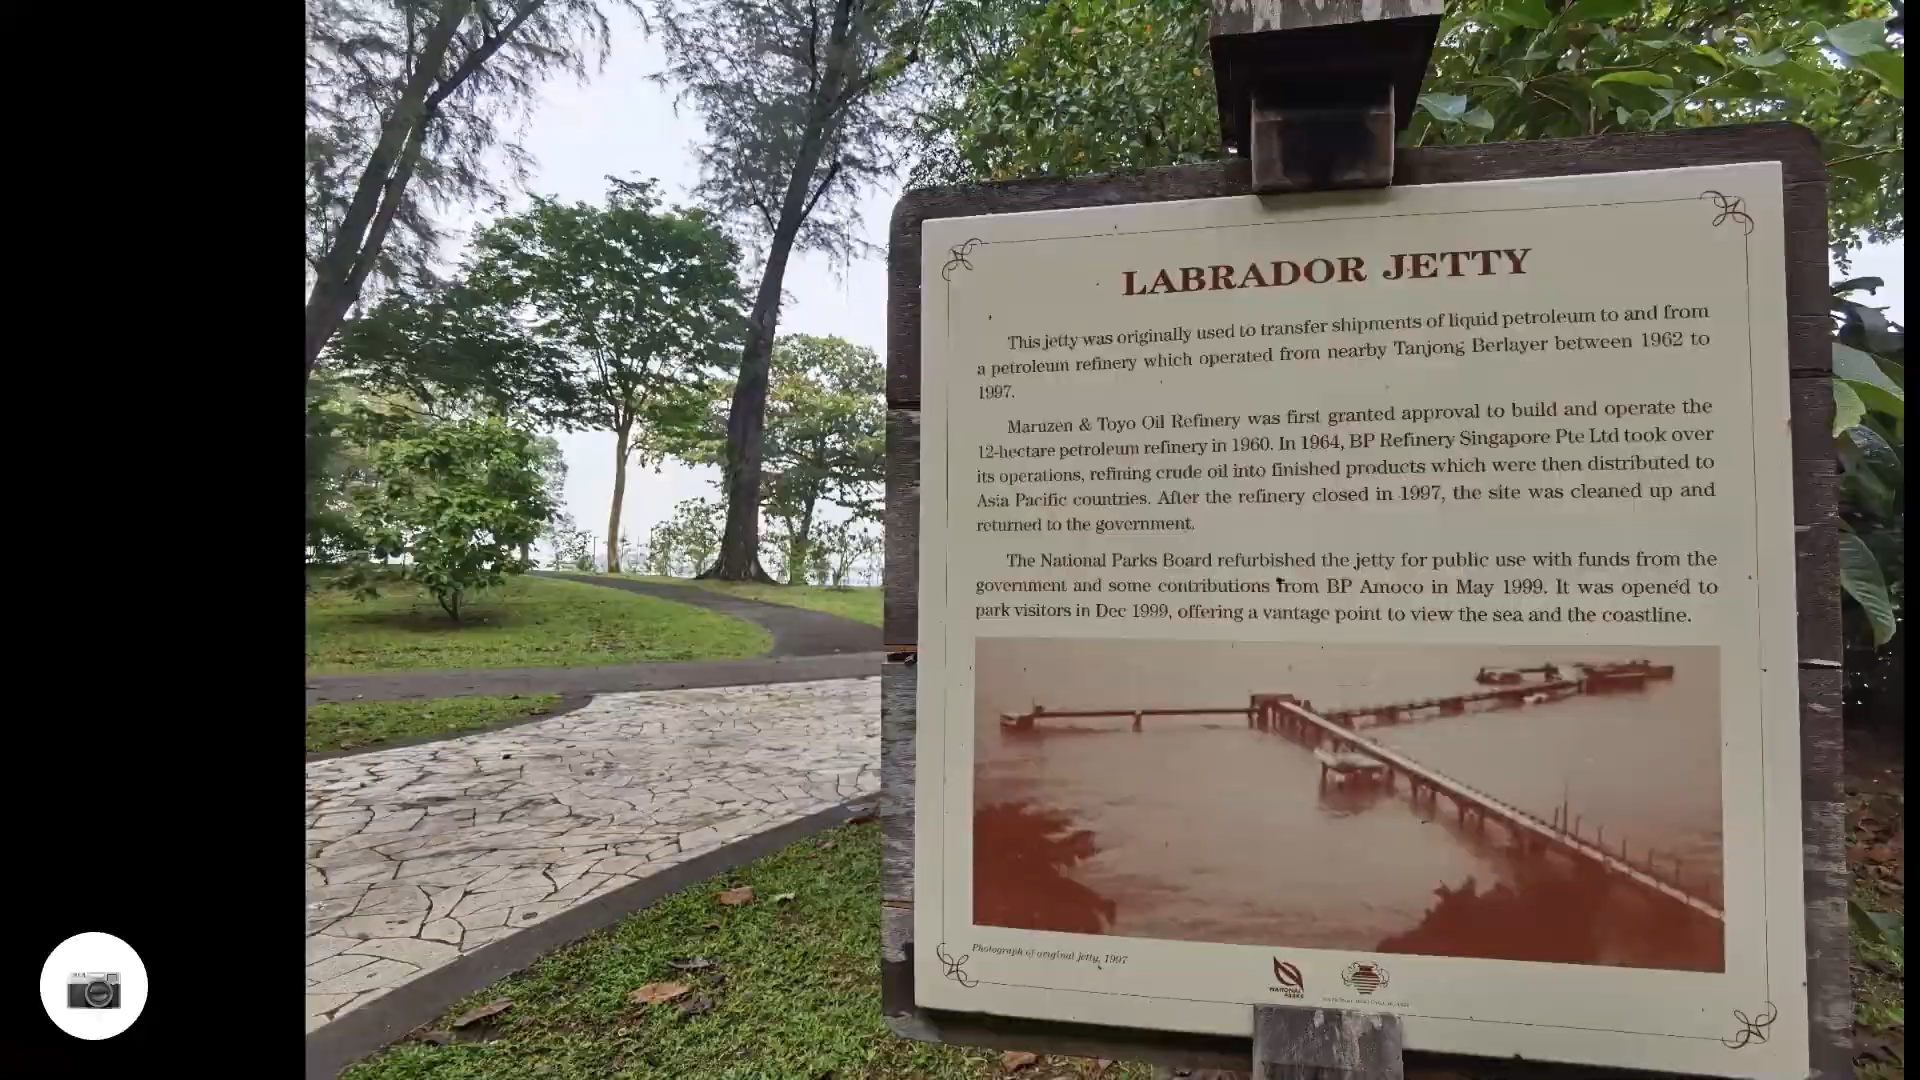 LABRADOR JETTY
This jetty was originally used to transfer shipments of liquid petroleum to and from
a petroleum refinery which operated from nearby Tanjong Berlayer between 1962 to
1997.
Maruzen & Toyo Oil Refinery was first granted approval to build and operate the
12-hectare petroleum refinery in 1960. In 1964, BP Refinery Singapore Pte Ltd took over
its operations, refining crude oil into finished products which were then distributed to
Asia Pacific countries. After the refinery closed in 1997, the site was cleaned up and
returned to the government.
The National Parks Board refurbished the jetty for public use with funds from the
government and some contributions from BP Amoco in May 1999. It was opened to
park visitors in Dec 1999, offering a vantage point to view the sea and the coastline.
Photograph of original jetty, 1997
NATIONAL
PARKS